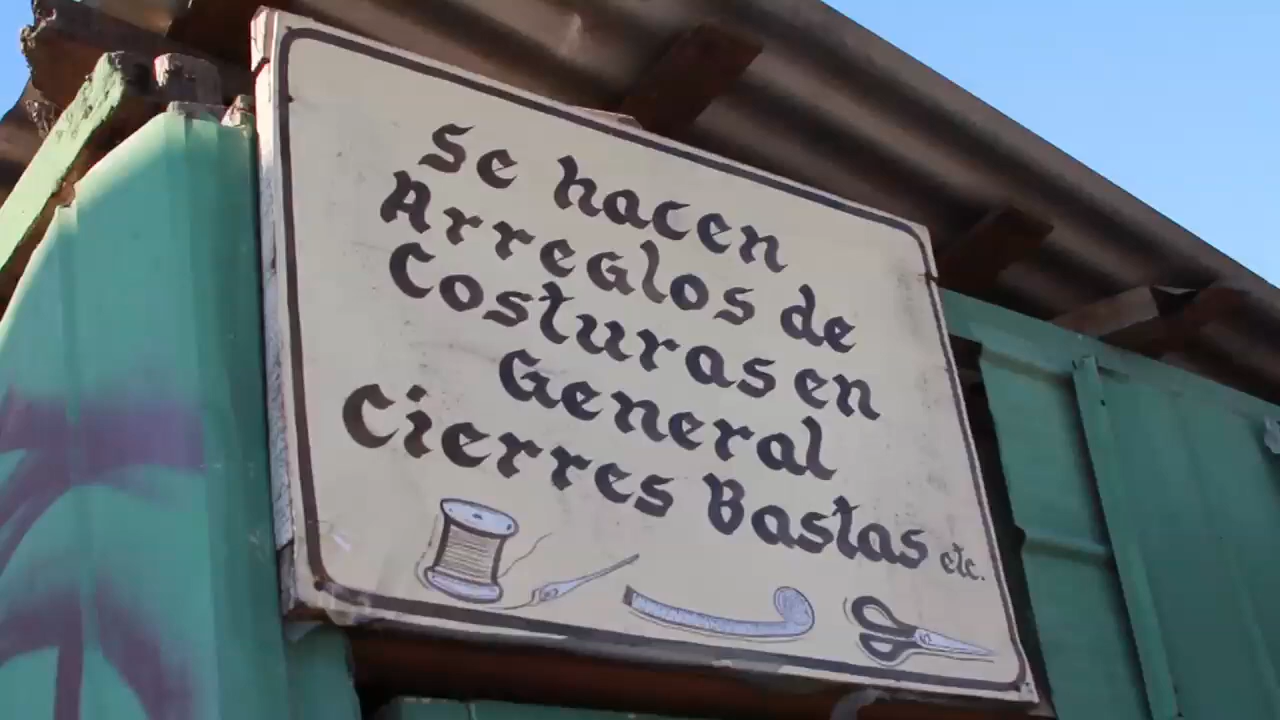 Se hacen
Arreglos de
Costuras en
General
Cierres Bastas etc.